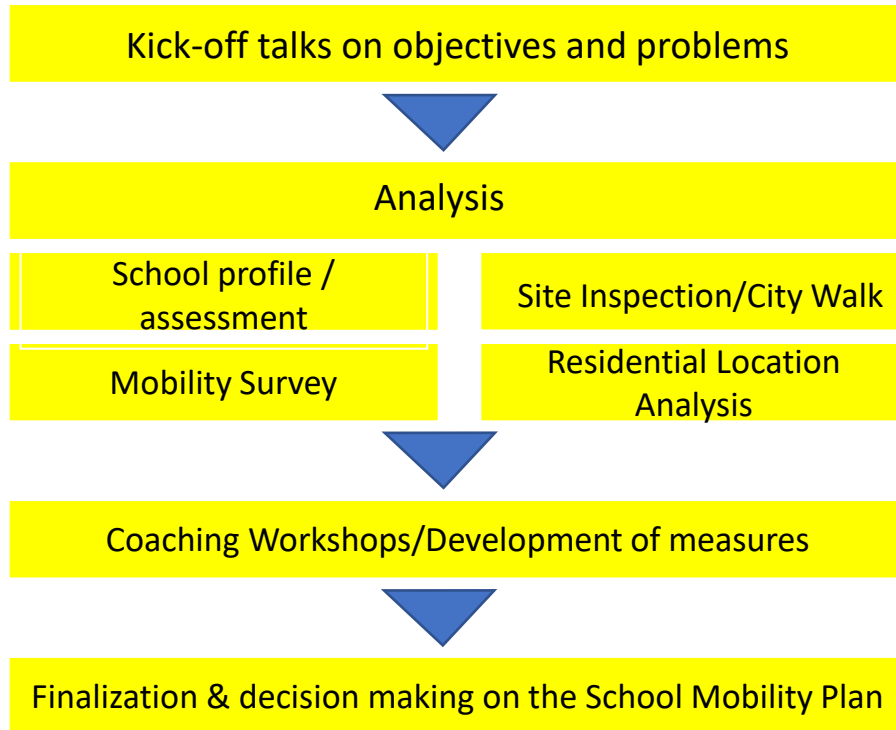 Kick-off talks on objectives and problems
Analysis
School profile /
assessment
Site Inspection/City Walk
Mobility Survey
Residential Location
Analysis
Coaching Workshops/Development of measures
Finalization & decision making on the School Mobility Plan